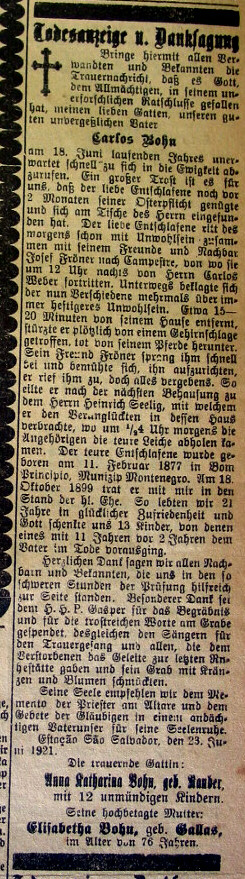 Todesanzeige u. Danksagung
Bringe hiermit allen Ver-
wandten und Bekannten die
Trauernachricht, daß es Gott,
dem Allmächtigen, in seinem un-
erforschlichen Ratschlusse gefallen
hat, meinen lieben Gatten, unseren gu-
ten unvergeßlichen Vater
Carlos Bohn
am 18. Juni laufenden Jahres uner-
wartet schnell zu sich in die Ewigkeit ab-
zurufen. Ein großer Trost ist es für
uns, daß der liebe Entschlafene noch vor
2 Monaten seiner Osterpflicht genügte
und sich am Tische des Herrn eingefun-
den hat. Der liebe Entschlafene ritt des
morgens schon mit Unwohlsein zusam-
men mit seinem Freunde und Nachbar
Josef Fröner nach Campestre, von wo sie
um 12 Uhr nachts von Herrn Carlos
Weber fortritten. Unterwegs beklagte sich
der nun Verschiedene mehrmals über im-
mer heftigeres Unwohlsein. Etwa 15—
20 Minuten von seinem Hause entfernt,
stürzte er plötzlich von einem Gehirnschlage
getroffen, tot von seinem Pferde herunter.
Sein Freund Fröner sprang ihm schnell
bei und bemühte sich, ihn aufzurichten,
er rief ihm zu, doch alles vergebens. So
eilte er nach der nächsten Behausung zu
dem Herrn Heinrich Seelig, mit welchem
er den Verunglückten in dessen Haus
verbrachte, wo um 1/24 Uhr morgens die
Angehörigen die teure Leiche abholen ka-
men. Der teure Entschlafene wurde ge-
boren am 11. Februar 1877 in Bom
Principio, Munizip Montenegro. Am 18.
Oktober 1899 trat er mit mir in den
Stand der hl. Ehe. So lebten wir 21
Jahre in glücklicher Zufriedenheit und
Gott schenkte uns 13 Kinder, von denen
eines mit 11 Jahren vor 2 Jahren dem
Vater im Tode vorausging.
Herzlichen Dank sagen wir allen Nach-
barn und Bekannten, die uns in den so
schweren Stunden der Prüfung hilfreich
zur Seite standen. Besonderer Dank sei
dem H. H. P. Gasper für das Begräbnis
und für die trostreichen Worte am Grabe
gespendet, desgleichen den Sängern für
den Trauergesang und allen, die dem
Verstorbenen das Geleite zur letzten Ru-
hestätte gaben und sein Grab mit Krän-
zen und Blumen schmückten.
Seine Seele empfehlen wir dem Me-
mento der Priester am Altare und dem
Gebete der Gläubigen in einem andäch-
tigen Vaterunser für seine Seelenruhe.
Estação São Salvador, den 23. Ju-
ni 1921.
Die trauernde Gattin:
Anna Katharina Bohn, geb. Rauber,
mit 12 unmündigen Kindern.
Seine hochbetagte Mutter:
Elisabetha Bohn, geb. Gallas,
im Alter von 76 Jahren.